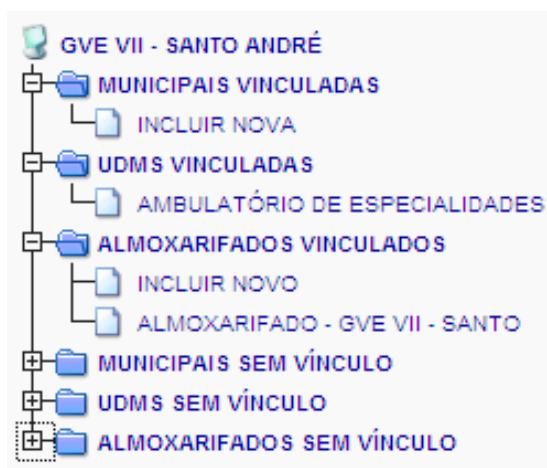 GVE VII - SANTO ANDRÉ
MUNICIPAIS VINCULADAS
INCLUIR NOVA
UDMS VINCULADAS
AMBULATÓRIO DE ESPECIALIDADES
ALMOXARIFADOS VINCULADOS
INCLUIR NOVO
ALMOXARIFADO - GVE VII - SANTO
MUNICIPAIS SEM VÍNCULO
UDMS SEM VÍNCULO
ALMOXARIFADOS SEM VÍNCULO